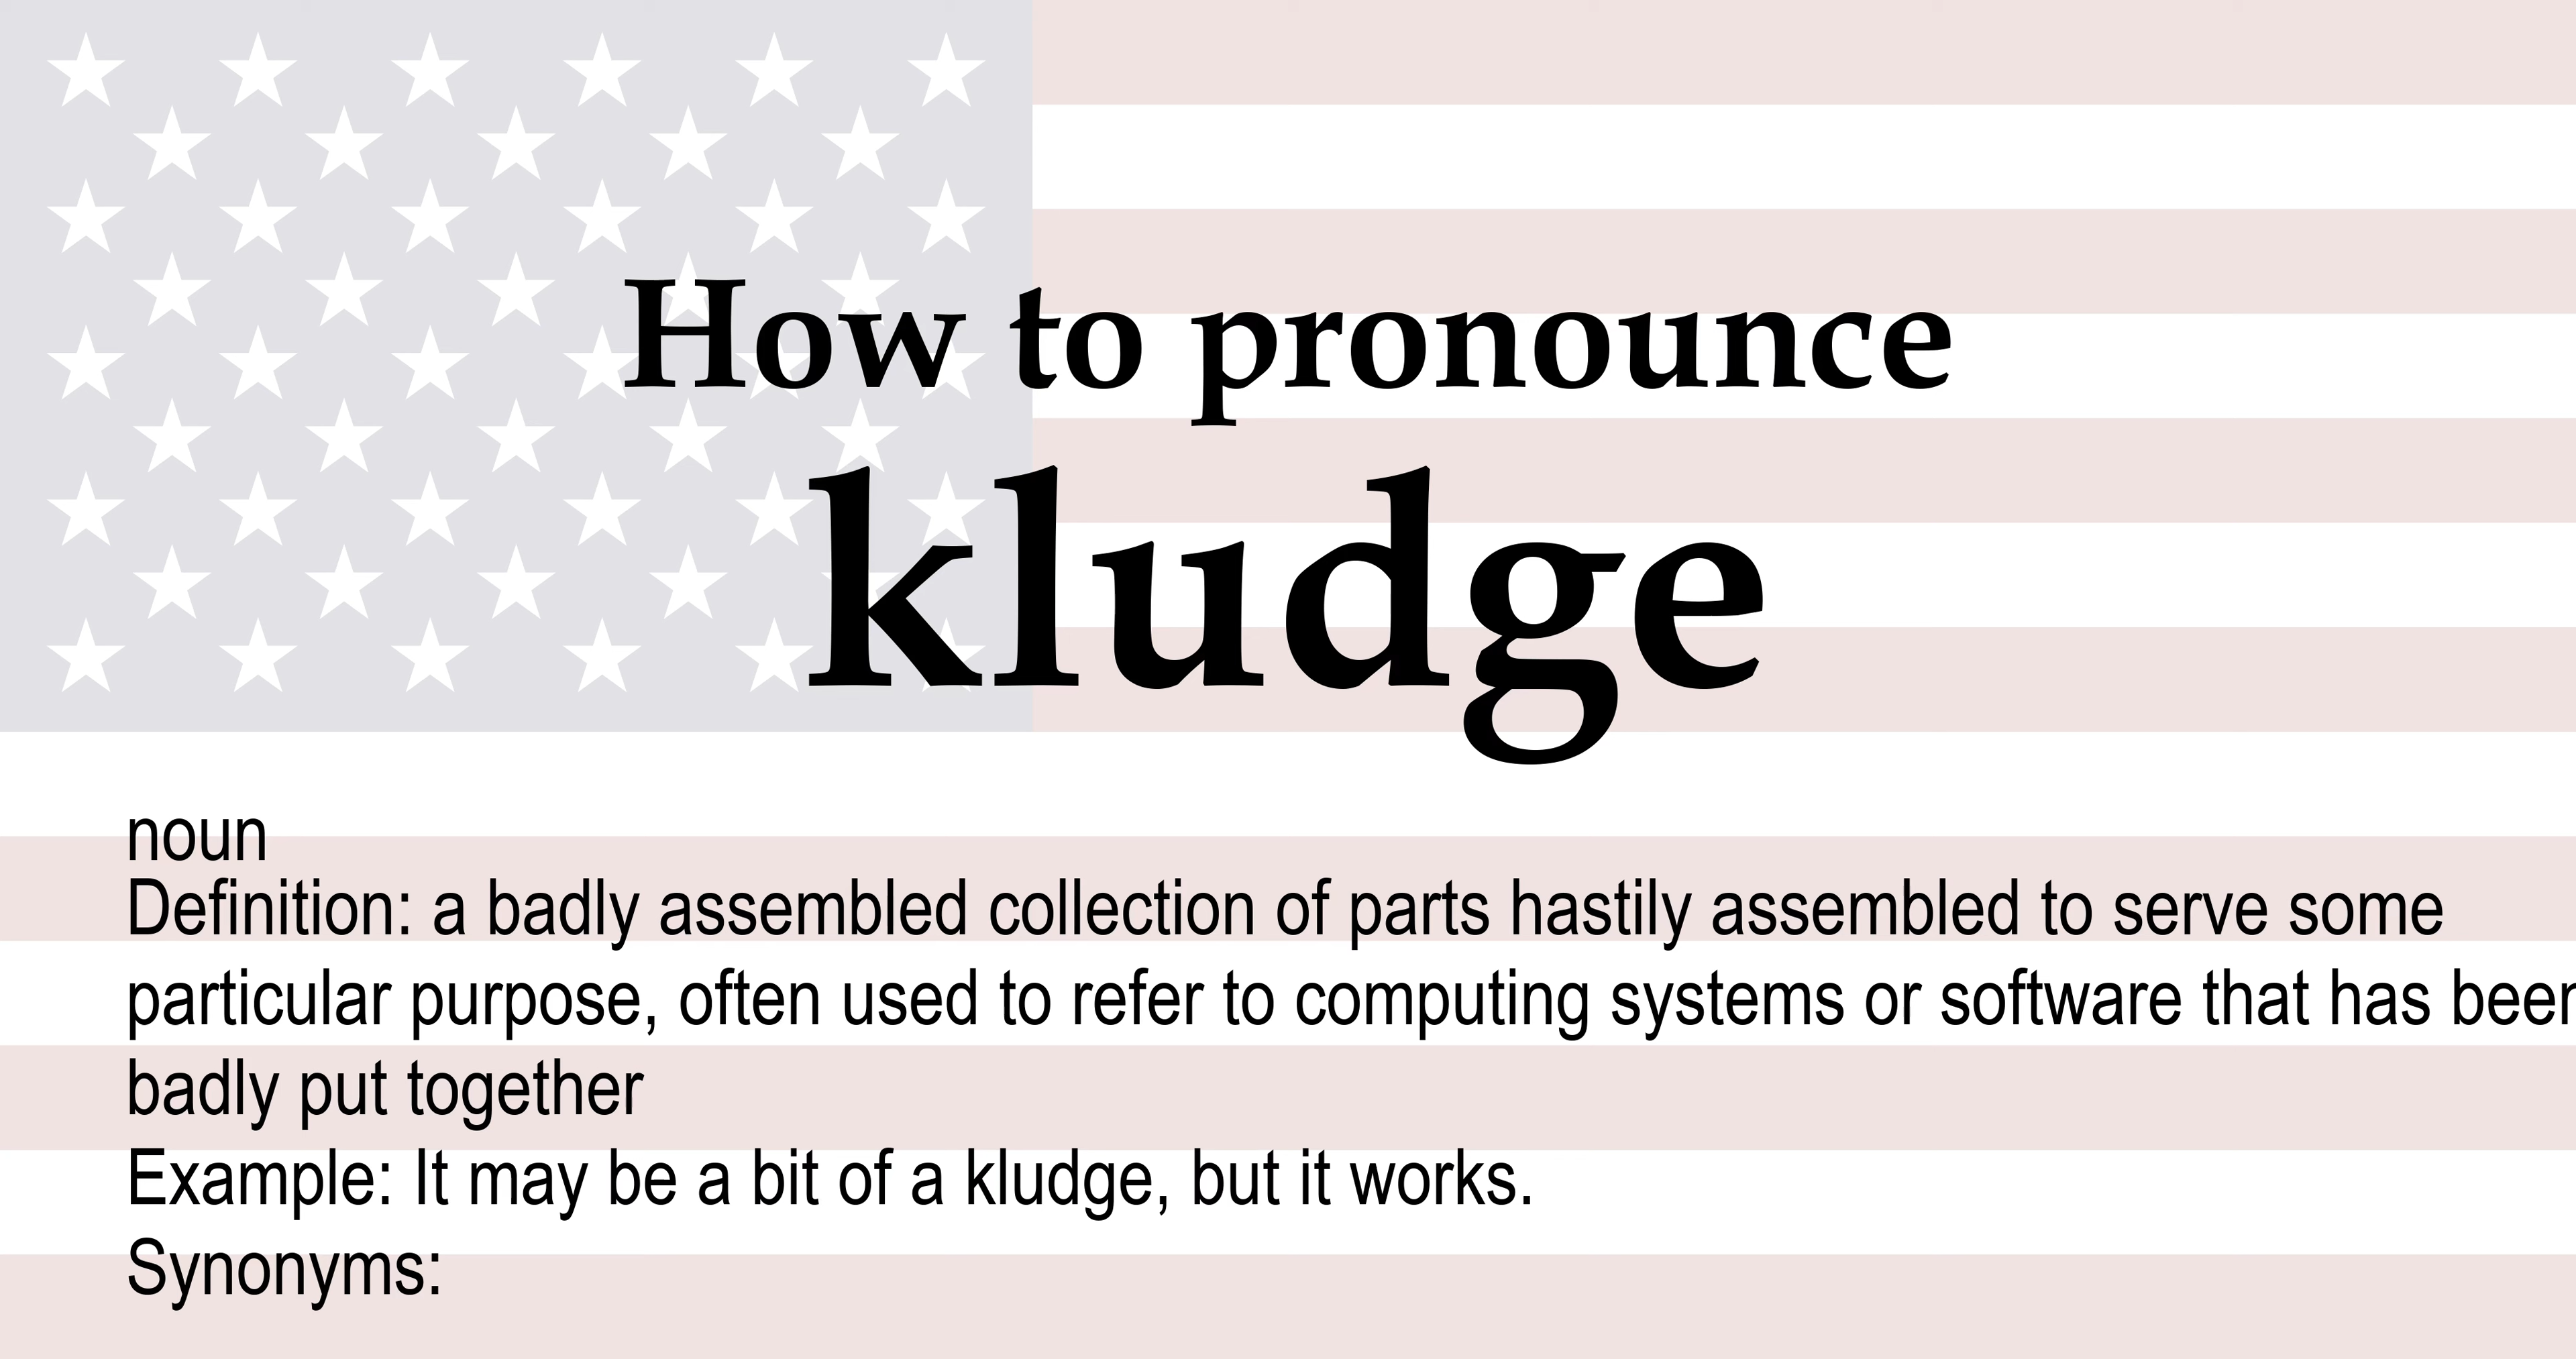 How to pronounce
kludge
noun
Definition: a badly assembled collection of parts hastily assembled to serve some
particular purpose, often used to refer to computing systems or software that has been
badly put together
Example: It may be a bit of a kludge, but it works.
Synonyms: